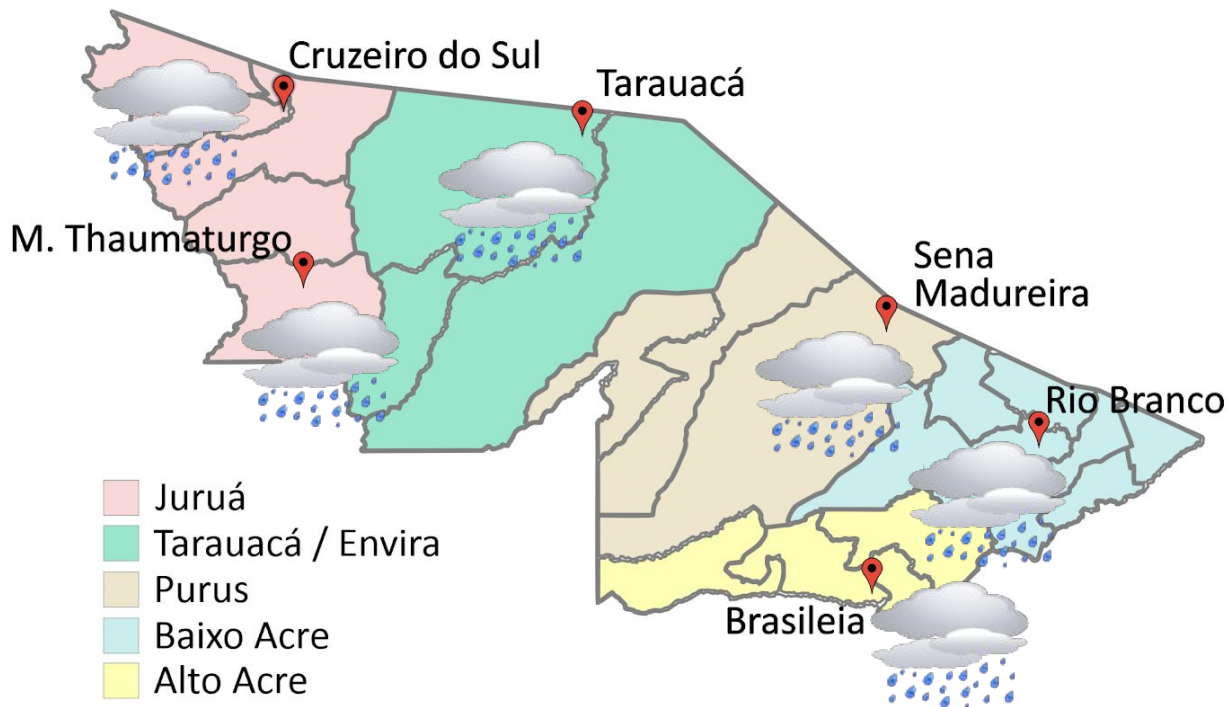 Cruzeiro do Sul
Tarauacá
M. Thaumaturgo
Sena
Madureira
Rio Branco
Brasileia
Juruá
Tarauacá / Envira
Purus
Baixo Acre
Alto Acre